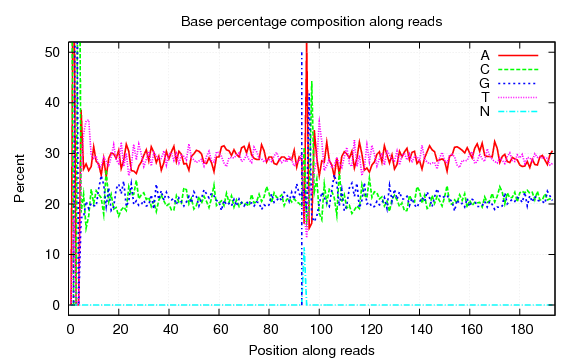 Base percentage composition along reads
50
40
30
20
10
0
Percent
A
C
G
T
N
0 20 40 60 80 100 120 140 160 180
Position along reads